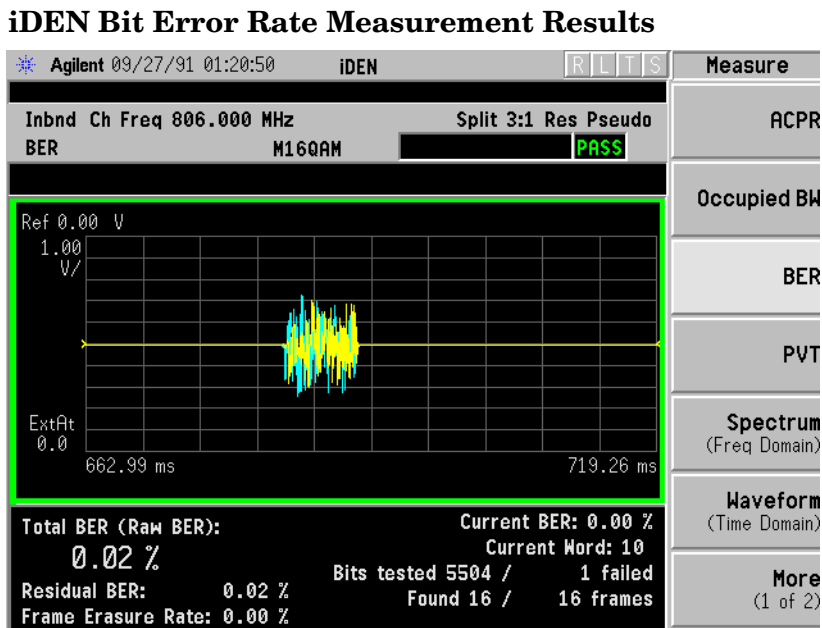 iDEN Bit Error Rate Measurement Results
Agilent 09/27/91 01:20:50 iDEN R L T S Measure
Inbnd Ch Freq 806.000 MHz Split 3:1 Res Pseudo
BER M16QAM PASS
ACPR
Occupied BW
BER
PVT
Spectrum
(Freq Domain)
Waveform
(Time Domain)
More
(1 of 2)
Ref 0.00 V
1.00
V/
ExtAt
0.0
662.99 ms 719.26 ms
Total BER (Raw BER): Current BER: 0.00 %
0.02 % Current Word: 10
Bits tested 5504 / 1 failed
Residual BER: 0.02 % Found 16 / 16 frames
Frame Erasure Rate: 0.00 %